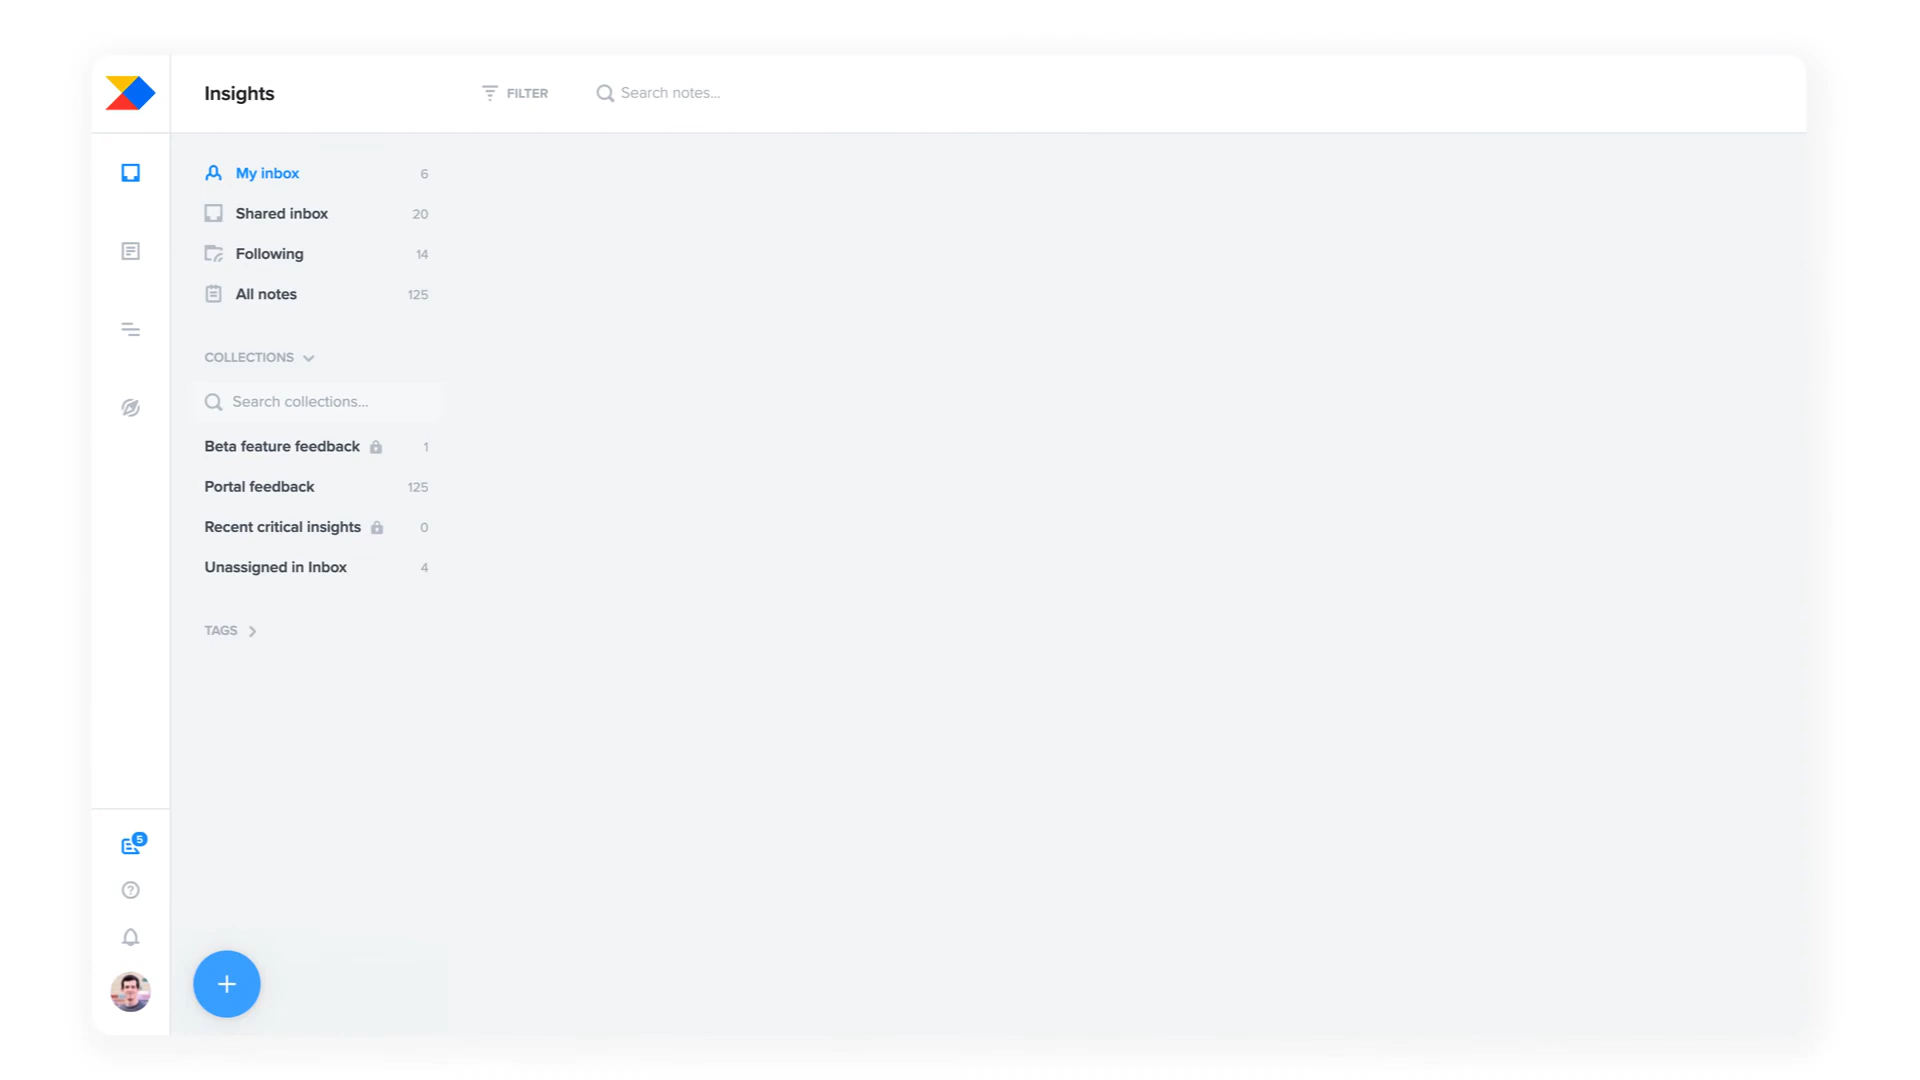 Insights
FILTER
Search notes...
My inbox 6
Shared inbox 20
Following 14
All notes 125
COLLECTIONS
Search collections...
Beta feature feedback 1
Portal feedback 125
Recent critical insights 0
Unassigned in Inbox 4
TAGS
5